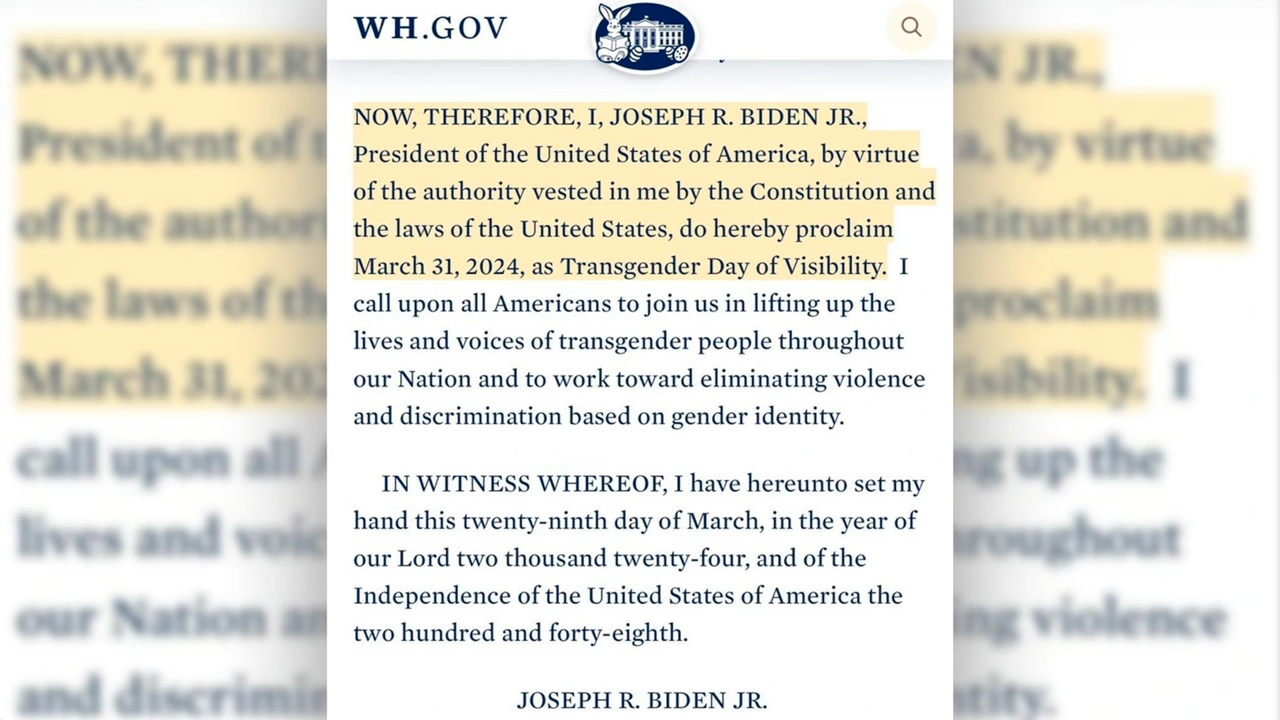 WH.GOV
NOW, THEREFORE, I, JOSEPH R. BIDEN JR.,
President of the United States of America, by virtue
of the authority vested in me by the Constitution and
the laws of the United States, do hereby proclaim
March 31, 2024, as Transgender Day of Visibility. I
call upon all Americans to join us in lifting up the
lives and voices of transgender people throughout
our Nation and to work toward eliminating violence
and discrimination based on gender identity.
IN WITNESS WHEREOF, I have hereunto set my
hand this twenty-ninth day of March, in the year of
our Lord two thousand twenty-four, and of the
Independence of the United States of America the
two hundred and forty-eighth.
JOSEPH R. BIDEN JR.